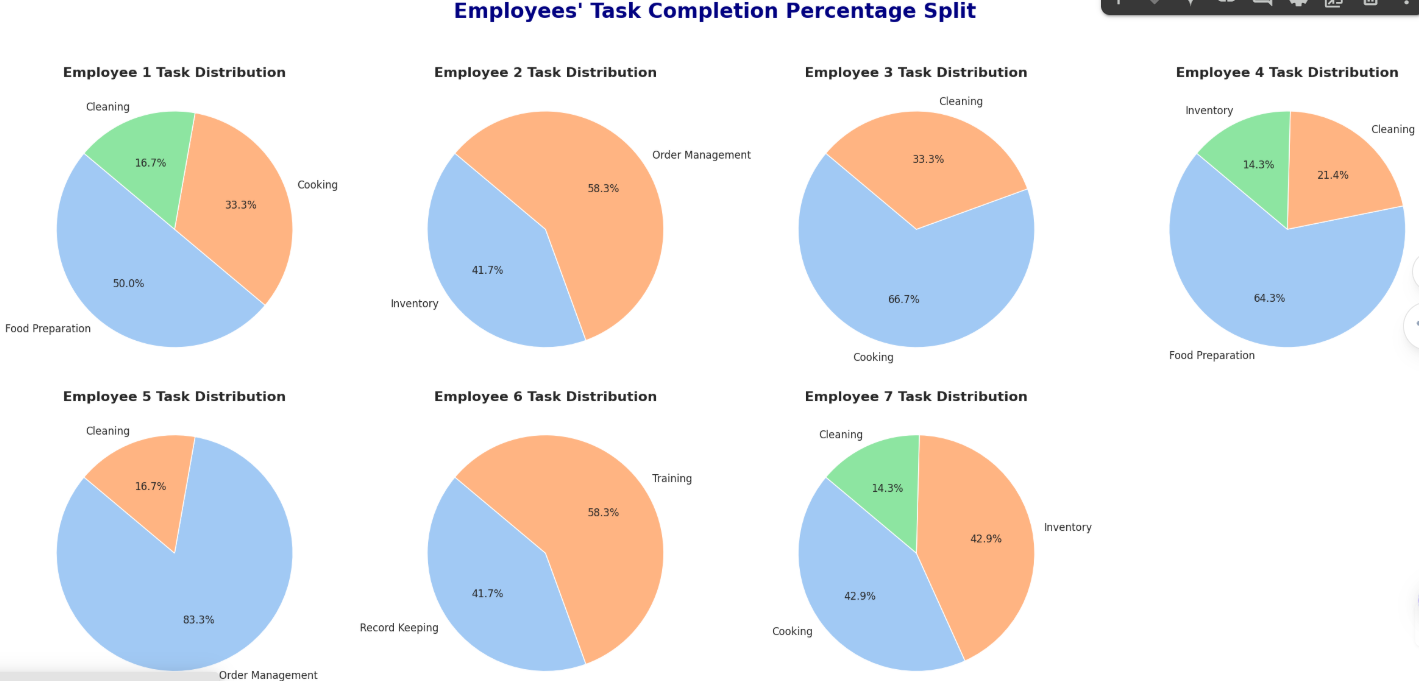 Employees' Task Completion Percentage Split
Employee 1 Task Distribution
Cleaning
16.7%
Cooking
33.3%
50.0%
Food Preparation
Employee 2 Task Distribution
Order Management
58.3%
41.7%
Inventory
Employee 3 Task Distribution
Cleaning
33.3%
66.7%
Cooking
Employee 4 Task Distribution
Inventory
Cleaning
14.3%
21.4%
64.3%
Food Preparation
Employee 5 Task Distribution
Cleaning
16.7%
83.3%
Order Management
Employee 6 Task Distribution
Training
58.3%
41.7%
Record Keeping
Employee 7 Task Distribution
Cleaning
14.3%
Inventory
42.9%
42.9%
Cooking